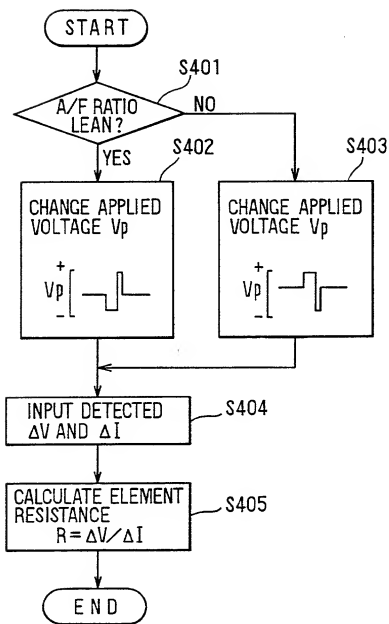 START
S401
A/F RATIO
LEAN?
NO
YES
S402
CHANGE APPLIED
VOLTAGE Vp
+
Vp
−
S403
CHANGE APPLIED
VOLTAGE Vp
+
Vp
−
INPUT DETECTED
ΔV AND ΔI
S404
CALCULATE ELEMENT
RESISTANCE
R=ΔV/ΔI
S405
END